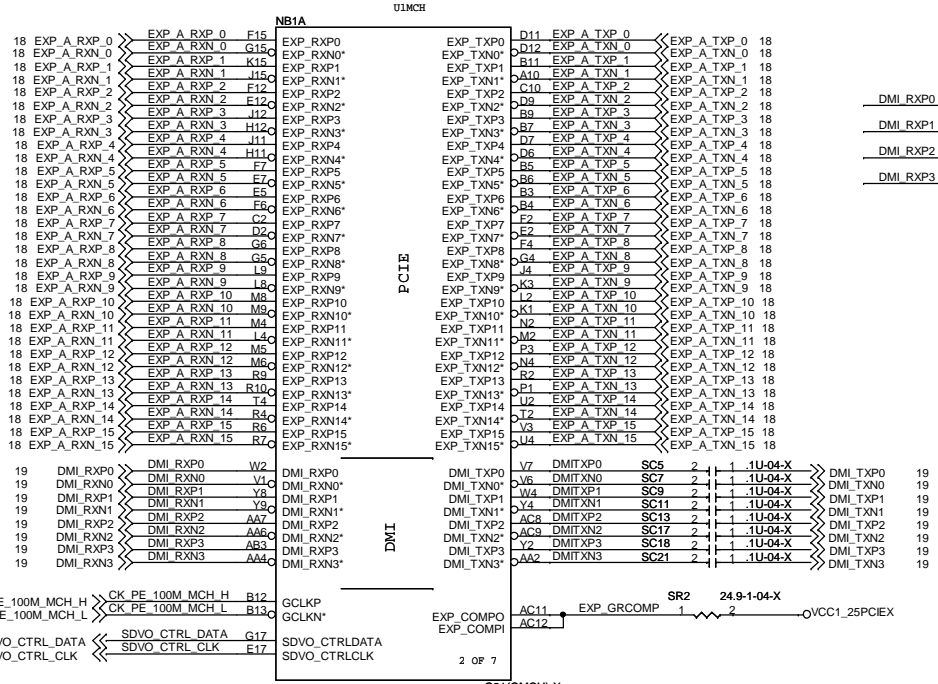 U1MCH
NB1A
18 EXP_A_RXP_0 EXP_A_RXP_0 F15 EXP_RXP0 EXP_TXP0 D11 EXP_A_TXP_0 EXP_A_TXP_0 18
18 EXP_A_RXN_0 EXP_A_RXN_0 G15 EXP_RXN0* EXP_TXN0* D12 EXP_A_TXN_0 EXP_A_TXN_0 18
18 EXP_A_RXP_1 EXP_A_RXP_1 K15 EXP_RXP1 EXP_TXP1 B11 EXP_A_TXP_1 EXP_A_TXP_1 18
18 EXP_A_RXN_1 EXP_A_RXN_1 J15 EXP_RXN1* EXP_TXN1* A10 EXP_A_TXN_1 EXP_A_TXN_1 18
18 EXP_A_RXP_2 EXP_A_RXP_2 F12 EXP_RXP2 EXP_TXP2 C10 EXP_A_TXP_2 EXP_A_TXP_2 18
18 EXP_A_RXN_2 EXP_A_RXN_2 E12 EXP_RXN2* EXP_TXN2* D9 EXP_A_TXN_2 EXP_A_TXN_2 18
18 EXP_A_RXP_3 EXP_A_RXP_3 J12 EXP_RXP3 EXP_TXP3 B9 EXP_A_TXP_3 EXP_A_TXP_3 18
18 EXP_A_RXN_3 EXP_A_RXN_3 H12 EXP_RXN3* EXP_TXN3* B7 EXP_A_TXN_3 EXP_A_TXN_3 18
18 EXP_A_RXP_4 EXP_A_RXP_4 J11 EXP_RXP4 EXP_TXP4 D7 EXP_A_TXP_4 EXP_A_TXP_4 18
18 EXP_A_RXN_4 EXP_A_RXN_4 H11 EXP_RXN4* EXP_TXN4* D6 EXP_A_TXN_4 EXP_A_TXN_4 18
18 EXP_A_RXP_5 EXP_A_RXP_5 F7 EXP_RXP5 EXP_TXP5 B5 EXP_A_TXP_5 EXP_A_TXP_5 18
18 EXP_A_RXN_5 EXP_A_RXN_5 E7 EXP_RXN5* EXP_TXN5* B6 EXP_A_TXN_5 EXP_A_TXN_5 18
18 EXP_A_RXP_6 EXP_A_RXP_6 E5 EXP_RXP6 EXP_TXP6 B3 EXP_A_TXP_6 EXP_A_TXP_6 18
18 EXP_A_RXN_6 EXP_A_RXN_6 F6 EXP_RXN6* EXP_TXN6* B4 EXP_A_TXN_6 EXP_A_TXN_6 18
18 EXP_A_RXP_7 EXP_A_RXP_7 C2 EXP_RXP7 EXP_TXP7 F2 EXP_A_TXP_7 EXP_A_TXP_7 18
18 EXP_A_RXN_7 EXP_A_RXN_7 D2 EXP_RXN7* EXP_TXN7* E2 EXP_A_TXN_7 EXP_A_TXN_7 18
18 EXP_A_RXP_8 EXP_A_RXP_8 G6 EXP_RXP8 EXP_TXP8 F4 EXP_A_TXP_8 EXP_A_TXP_8 18
18 EXP_A_RXN_8 EXP_A_RXN_8 G5 EXP_RXN8* EXP_TXN8* G4 EXP_A_TXN_8 EXP_A_TXN_8 18
18 EXP_A_RXP_9 EXP_A_RXP_9 L9 EXP_RXP9 EXP_TXP9 J4 EXP_A_TXP_9 EXP_A_TXP_9 18
18 EXP_A_RXN_9 EXP_A_RXN_9 L8 EXP_RXN9* EXP_TXN9* K3 EXP_A_TXN_9 EXP_A_TXN_9 18
18 EXP_A_RXP_10 EXP_A_RXP_10 M8 EXP_RXP10 EXP_TXP10 L2 EXP_A_TXP_10 EXP_A_TXP_10 18
18 EXP_A_RXN_10 EXP_A_RXN_10 M9 EXP_RXN10* EXP_TXN10* K1 EXP_A_TXN_10 EXP_A_TXN_10 18
18 EXP_A_RXP_11 EXP_A_RXP_11 M4 EXP_RXP11 EXP_TXP11 N2 EXP_A_TXP_11 EXP_A_TXP_11 18
18 EXP_A_RXN_11 EXP_A_RXN_11 L4 EXP_RXN11* EXP_TXN11* M2 EXP_A_TXN_11 EXP_A_TXN_11 18
18 EXP_A_RXP_12 EXP_A_RXP_12 M5 EXP_RXP12 EXP_TXP12 P3 EXP_A_TXP_12 EXP_A_TXP_12 18
18 EXP_A_RXN_12 EXP_A_RXN_12 M6 EXP_RXN12* EXP_TXN12* N4 EXP_A_TXN_12 EXP_A_TXN_12 18
18 EXP_A_RXP_13 EXP_A_RXP_13 R9 EXP_RXP13 EXP_TXP13 R2 EXP_A_TXP_13 EXP_A_TXP_13 18
18 EXP_A_RXN_13 EXP_A_RXN_13 R10 EXP_RXN13* EXP_TXN13* P1 EXP_A_TXN_13 EXP_A_TXN_13 18
18 EXP_A_RXP_14 EXP_A_RXP_14 T4 EXP_RXP14 EXP_TXP14 U2 EXP_A_TXP_14 EXP_A_TXP_14 18
18 EXP_A_RXN_14 EXP_A_RXN_14 R4 EXP_RXN14* EXP_TXN14* T2 EXP_A_TXN_14 EXP_A_TXN_14 18
18 EXP_A_RXP_15 EXP_A_RXP_15 R6 EXP_RXP15 EXP_TXP15 V3 EXP_A_TXP_15 EXP_A_TXP_15 18
18 EXP_A_RXN_15 EXP_A_RXN_15 R7 EXP_RXN15* EXP_TXN15* U4 EXP_A_TXN_15 EXP_A_TXN_15 18
PCIE
DMI_RXP0
DMI_RXP1
DMI_RXP2
DMI_RXP3
19 DMI_RXP0 DMI_RXP0 W2 DMI_RXP0 DMI_TXP0 V7 DMITXP0 SC5 2 1 .1U-04-X DMI_TXP0 19
19 DMI_RXN0 DMI_RXN0 V1 DMI_RXN0* DMI_TXN0* V6 DMITXN0 SC7 2 1 .1U-04-X DMI_TXN0 19
19 DMI_RXP1 DMI_RXP1 Y8 DMI_RXP1 DMI_TXP1 W4 DMITXP1 SC9 2 1 .1U-04-X DMI_TXP1 19
19 DMI_RXN1 DMI_RXN1 Y9 DMI_RXN1* DMI_TXN1* Y4 DMITXN1 SC11 2 1 .1U-04-X DMI_TXN1 19
19 DMI_RXP2 DMI_RXP2 AA7 DMI_RXP2 DMI_TXP2 AC8 DMITXP2 SC13 2 1 .1U-04-X DMI_TXP2 19
19 DMI_RXN2 DMI_RXN2 AA6 DMI_RXN2* DMI_TXN2* AC9 DMITXN2 SC17 2 1 .1U-04-X DMI_TXN2 19
19 DMI_RXP3 DMI_RXP3 AB3 DMI_RXP3 DMI_TXP3 Y2 DMITXP3 SC18 2 1 .1U-04-X DMI_TXP3 19
19 DMI_RXN3 DMI_RXN3 AA4 DMI_RXN3* DMI_TXN3* AA2 DMITXN3 SC21 2 1 .1U-04-X DMI_TXN3 19
DMI
E_100M_MCH_H CK_PE_100M_MCH_H B12 GCLKP
E_100M_MCH_L CK_PE_100M_MCH_L B13 GCLKN*
EXP_COMPO AC11 EXP_GRCOMP SR2 1 2 24.9-1-04-X VCC1_25PCIEX
EXP_COMPI AC12
VO_CTRL_DATA SDVO_CTRL_DATA G17 SDVO_CTRLDATA
VO_CTRL_CLK SDVO_CTRL_CLK E17 SDVO_CTRLCLK
2 OF 7